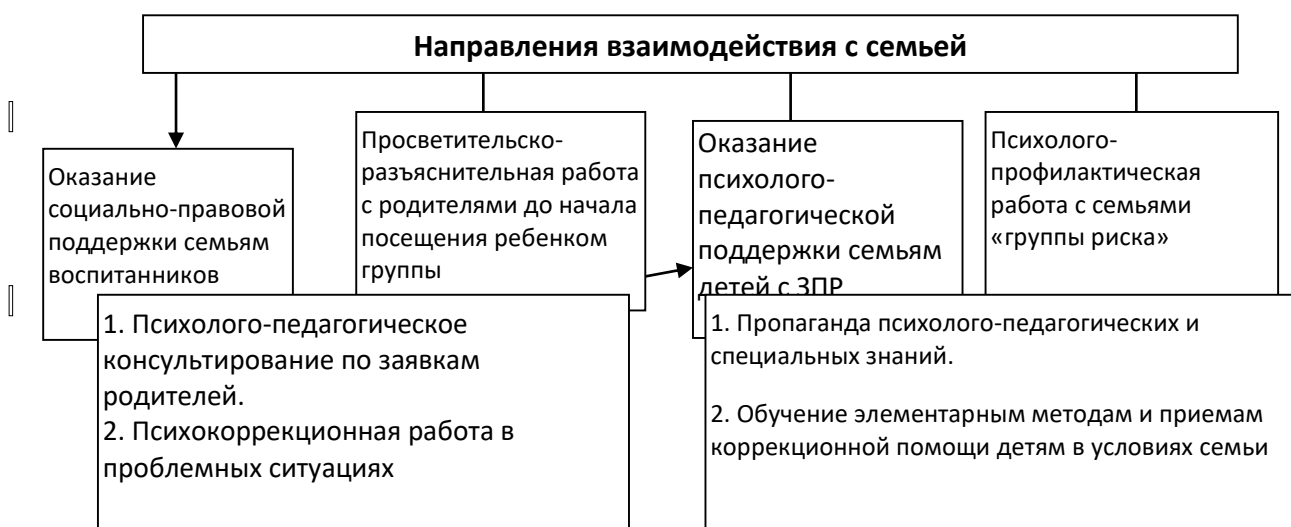 Направления взаимодействия с семьей
Оказание
социально-правовой
поддержки семьям
воспитанников
Просветительско-
разъяснительная работа
с родителями до начала
посещения ребенком
группы
Оказание
психолого-
педагогической
поддержки семьям
детей с ЗПР
Психолого-
профилактическая
работа с семьями
«группы риска»
1. Психолого-педагогическое
консультирование по заявкам
родителей.
2. Психокоррекционная работа в
проблемных ситуациях
1. Пропаганда психолого-педагогических и
специальных знаний.
2. Обучение элементарным методам и приемам
коррекционной помощи детям в условиях семьи